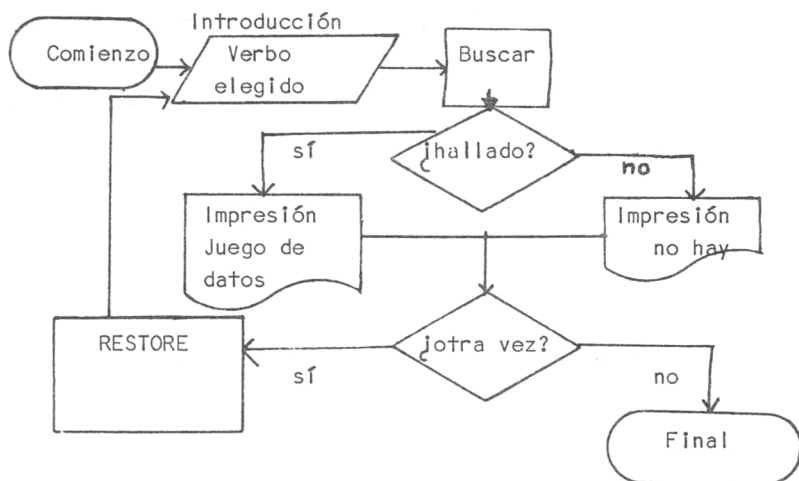 Introducción
Comienzo
Verbo
elegido
Buscar
¿hallado?
sí
no
Impresión
Juego de
datos
Impresión
no hay
¿otra vez?
RESTORE
sí
no
Final